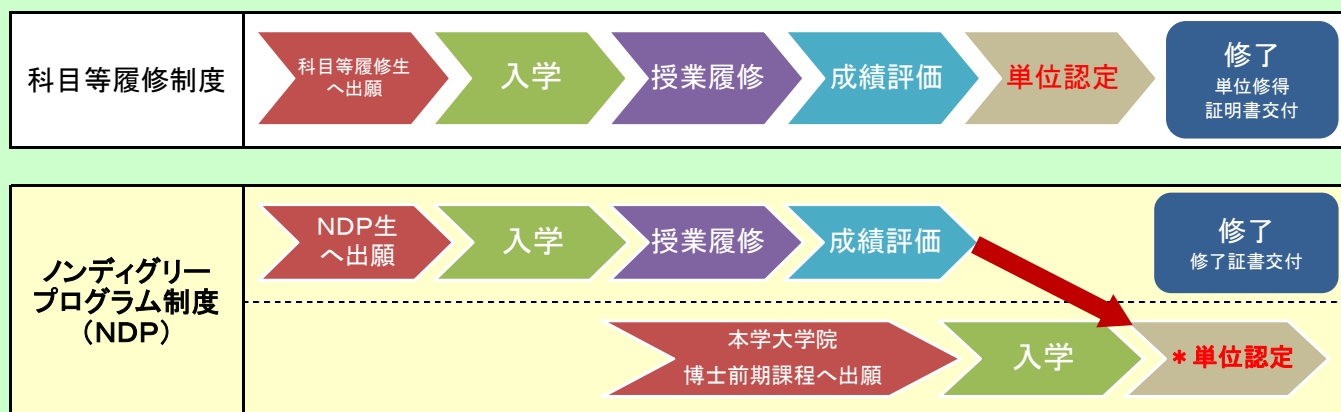 科目等履修制度
科目等履修生
へ出願
入学
授業履修
成績評価
単位認定
修了
単位修得
証明書交付
ノンディグリー
プログラム制度
（NDP）
NDP生
へ出願
入学
授業履修
成績評価
修了
修了証書交付
本学大学院
博士前期課程へ出願
入学
＊単位認定